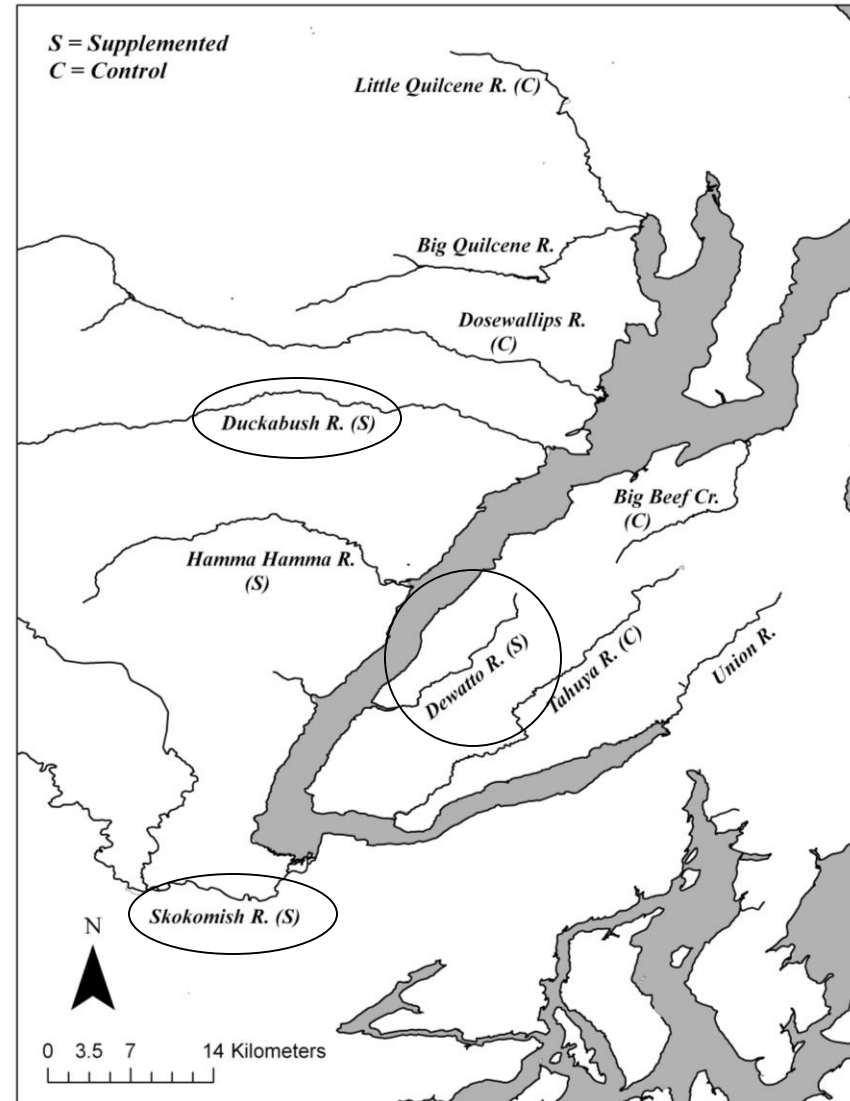 S = Supplemented
C = Control
Little Quilcene R. (C)
Big Quilcene R.
Dosewallips R.
(C)
Duckabush R. (S)
Big Beef Cr.
(C)
Hamma Hamma R.
(S)
Dewatto R. (S)
Tahuya R. (C)
Union R.
Skokomish R. (S)
N
0 3.5 7 14 Kilometers